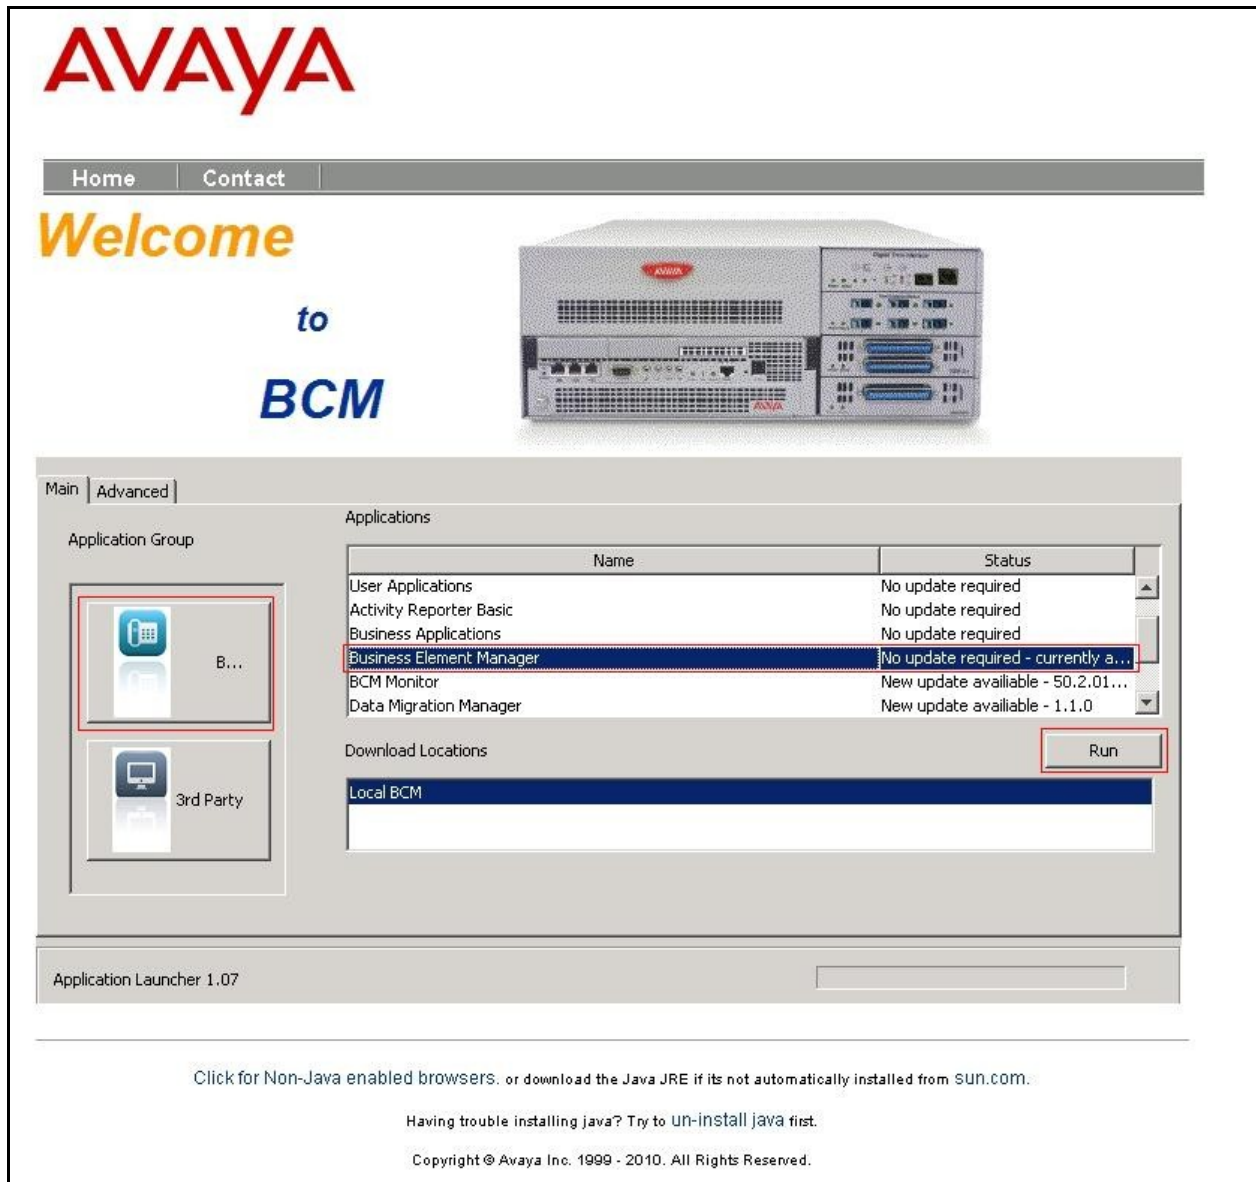 AVAYA
Home Contact
Welcome
to
BCM
AVAYA
AVAYA
Main Advanced
Application Group
Applications
Name Status
User Applications No update required
Activity Reporter Basic No update required
Business Applications No update required
Business Element Manager No update required - currently a...
BCM Monitor New update availiable - 50.2.01...
Data Migration Manager New update availiable - 1.1.0
B...
3rd Party
Download Locations
Run
Local BCM
Application Launcher 1.07
Click for Non-Java enabled browsers. or download the Java JRE if its not automatically installed from sun.com.
Having trouble installing java? Try to un-install java first.
Copyright © Avaya Inc. 1999 - 2010. All Rights Reserved.